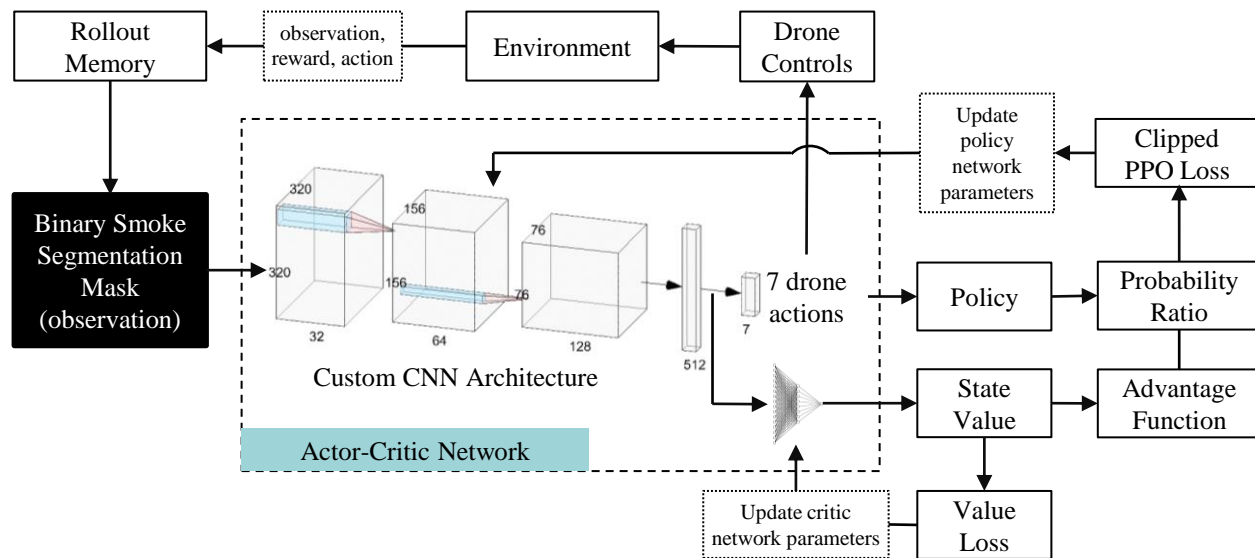 Rollout
Memory
observation,
reward, action
Environment
Drone
Controls
Update
policy
network
parameters
Clipped
PPO Loss
Binary Smoke
Segmentation
Mask
(observation)
320
320
32
156
156
64
76
76
128
512
7
7 drone
actions
Custom CNN Architecture
Actor-Critic Network
Policy
Probability
Ratio
State
Value
Advantage
Function
Update critic
network parameters
Value
Loss